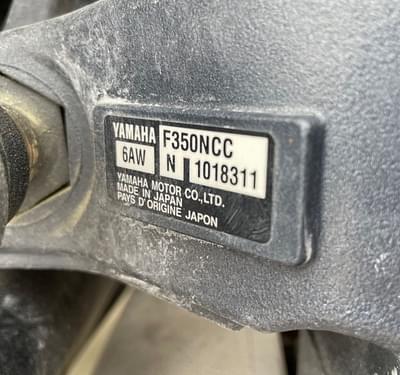 YAMAHA F350NCC
6AW N 1018311
YAMAHA MOTOR CO.,LTD.
MADE IN JAPAN
PAYS D'ORIGINE JAPON